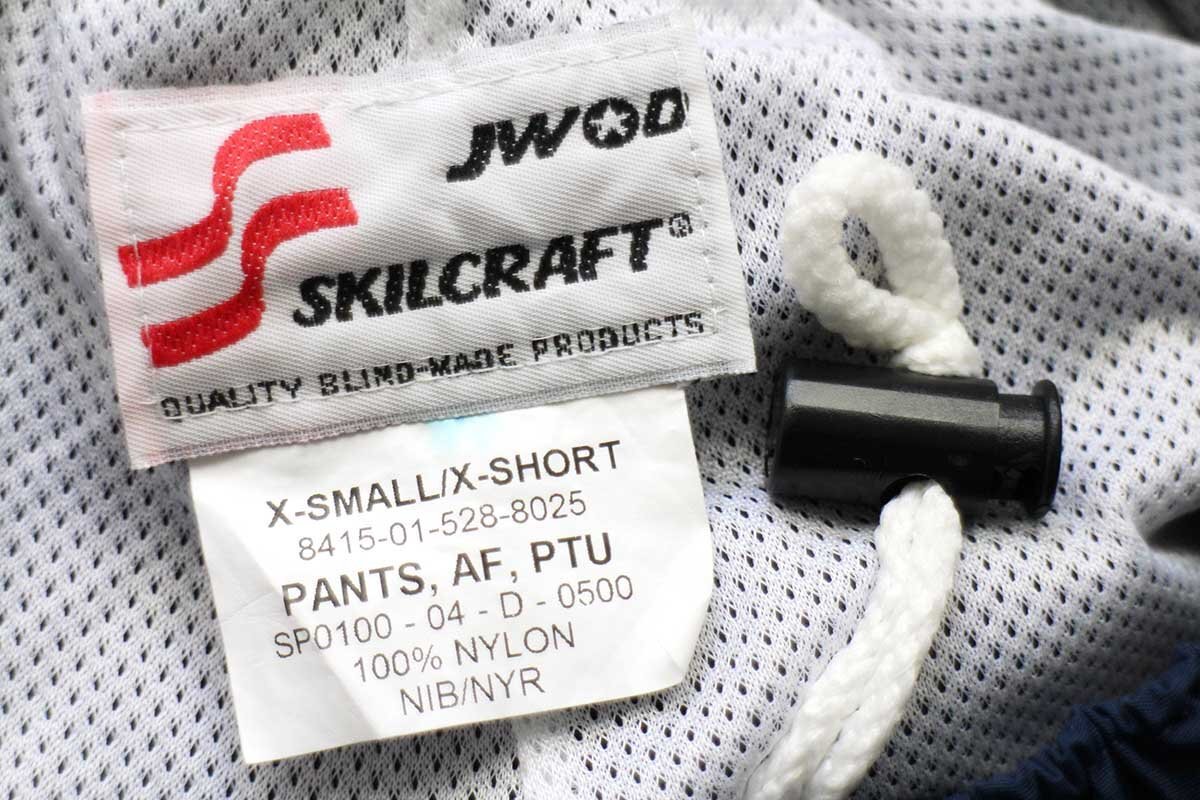 JWOD
SKILCRAFT®
QUALITY BLIND-MADE PRODUCTS
X-SMALL/X-SHORT
8415-01-528-8025
PANTS, AF, PTU
SP0100 - 04 - D - 0500
100% NYLON
NIB/NYR